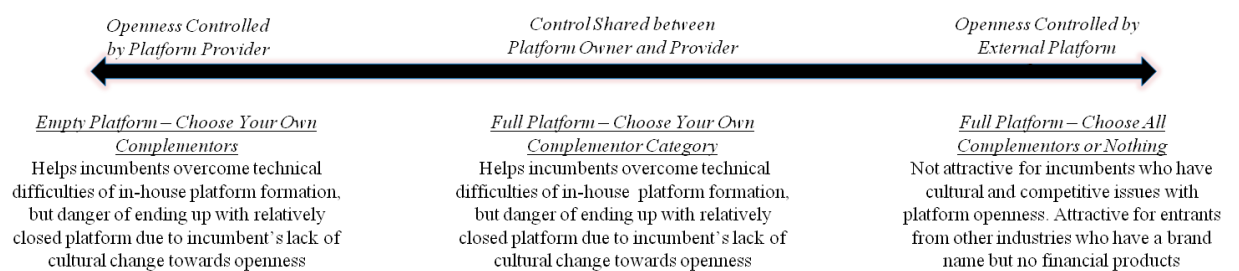 Openness Controlled
by Platform Provider
Control Shared between
Platform Owner and Provider
Openness Controlled by
External Platform
Empty Platform – Choose Your Own
Complementors
Helps incumbents overcome technical
difficulties of in-house platform formation,
but danger of ending up with relatively
closed platform due to incumbent`s lack of
cultural change towards openness
Full Platform – Choose Your Own
Complementor Category
Helps incumbents overcome technical
difficulties of in-house platform formation,
but danger of ending up with relatively
closed platform due to incumbent`s lack of
cultural change towards openness
Full Platform – Choose All
Complementors or Nothing
Not attractive for incumbents who have
cultural and competitive issues with
platform openness. Attractive for entrants
from other industries who have a brand
name but no financial products